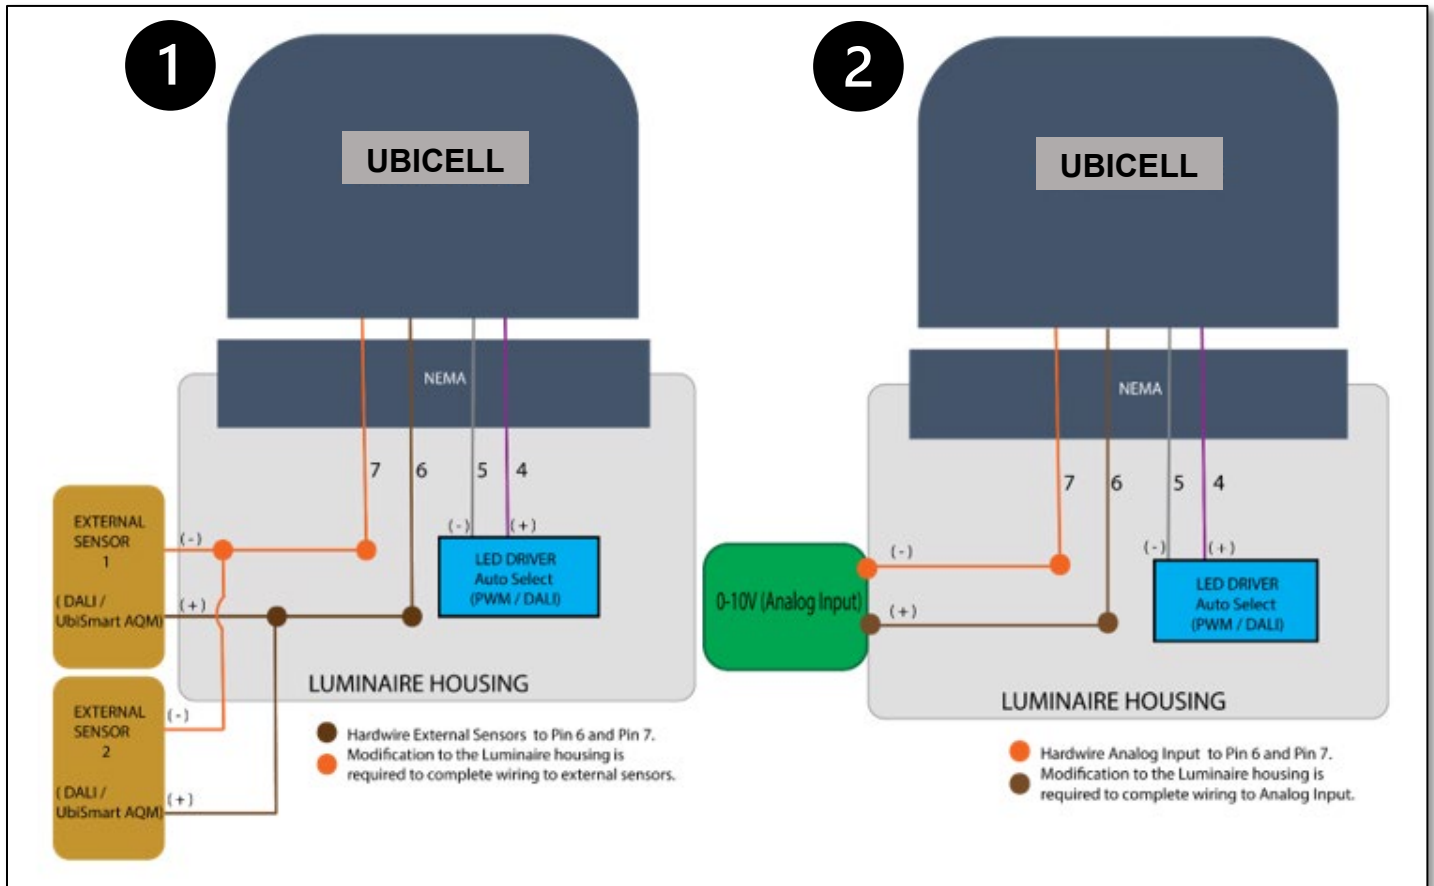 1
UBICELL
NEMA
7 6 5 4
(-) (+)
LED DRIVER
Auto Select
(PWM / DALI)
EXTERNAL
SENSOR
1
(-)
( DALI /
UbiSmart AQM)
(+)
LUMINAIRE HOUSING
EXTERNAL
SENSOR
2
(-)
( DALI /
UbiSmart AQM)
(+)
Hardwire External Sensors to Pin 6 and Pin 7.
Modification to the Luminaire housing is
required to complete wiring to external sensors.
2
UBICELL
NEMA
7 6 5 4
(-) (+)
LED DRIVER
Auto Select
(PWM / DALI)
0-10V (Analog Input)
(-)
(+)
LUMINAIRE HOUSING
Hardwire Analog Input to Pin 6 and Pin 7.
Modification to the Luminaire housing is
required to complete wiring to Analog Input.